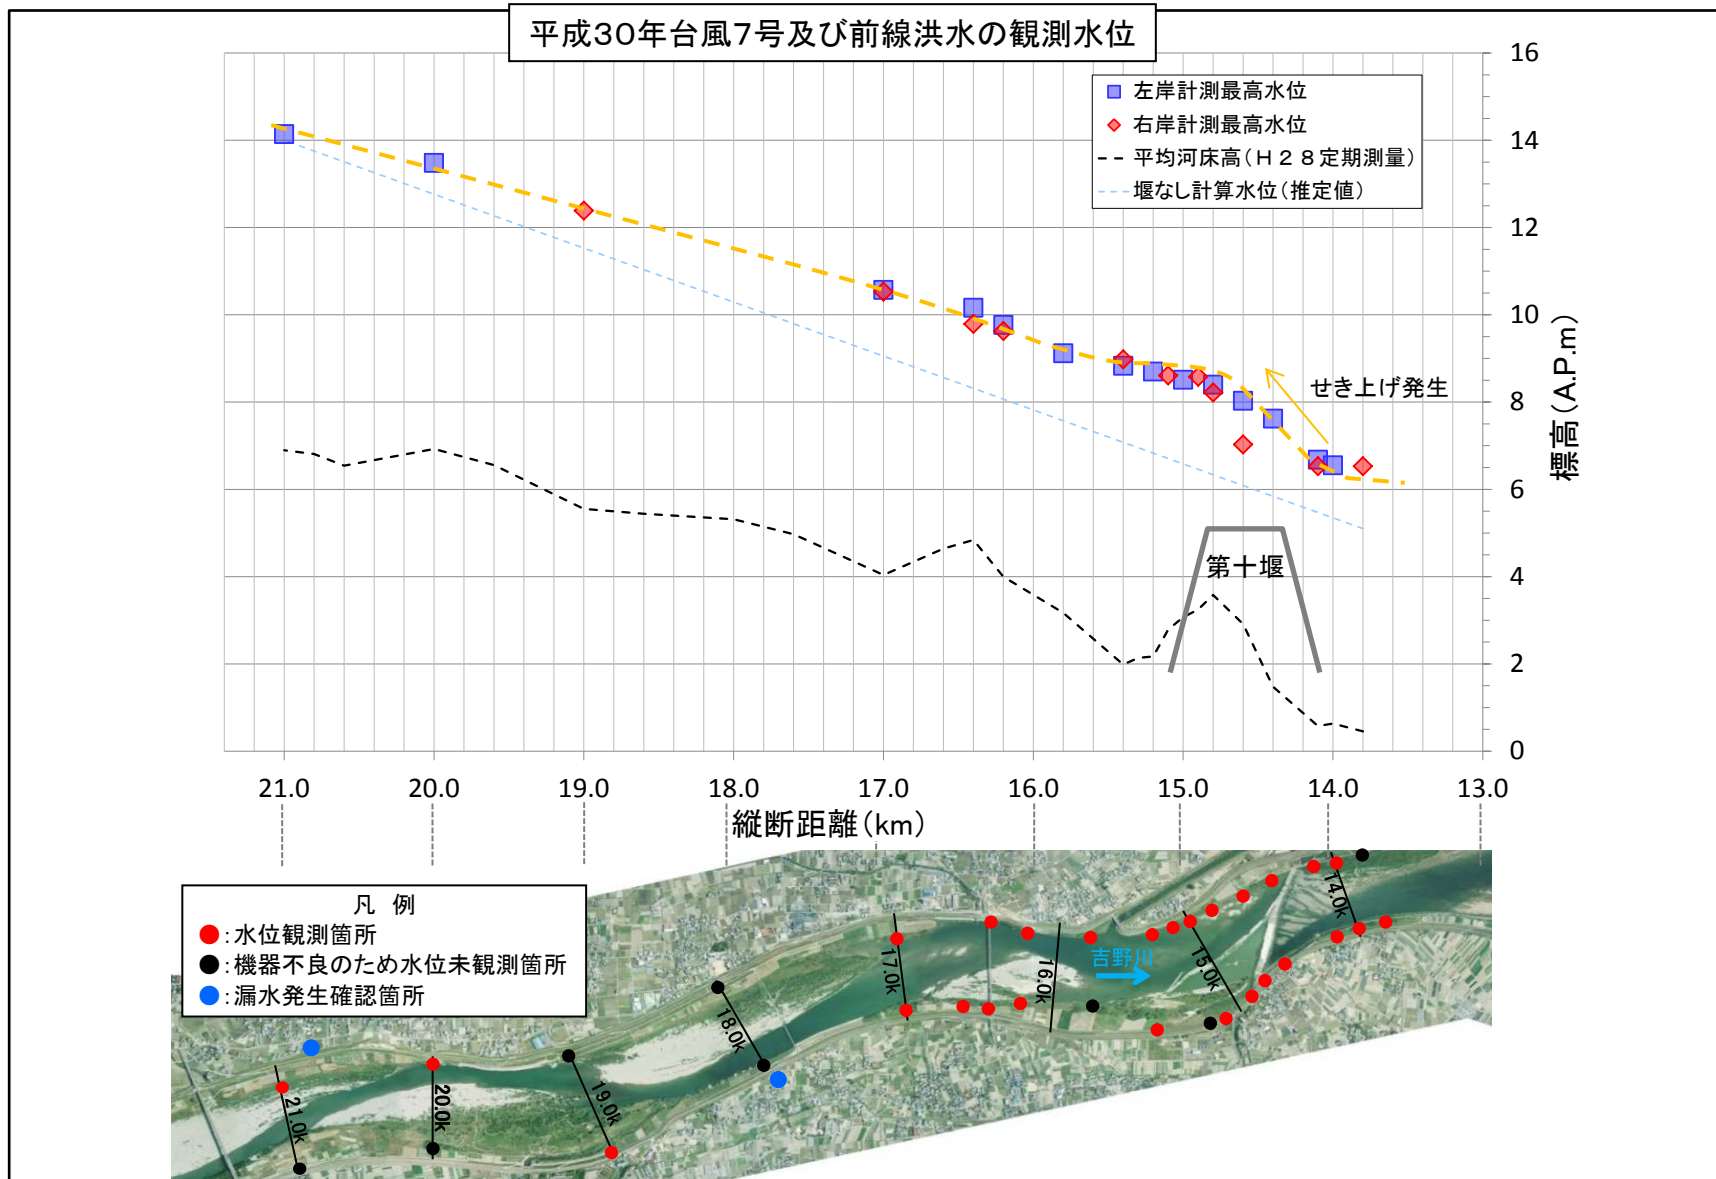 平成30年台風7号及び前線洪水の観測水位
左岸計測最高水位
右岸計測最高水位
平均河床高(H28定期測量)
堰なし計算水位(推定値)
16
14
12
10
8
6
4
2
0
標高(A.P.m)
せき上げ発生
第十堰
21.0
20.0
19.0
18.0
17.0
16.0
15.0
14.0
13.0
縦断距離(km)
凡 例
:水位観測箇所
:機器不良のため水位未観測箇所
:漏水発生確認箇所
21.0k
20.0k
19.0k
18.0k
17.0k
16.0k
吉野川
15.0k
14.0k